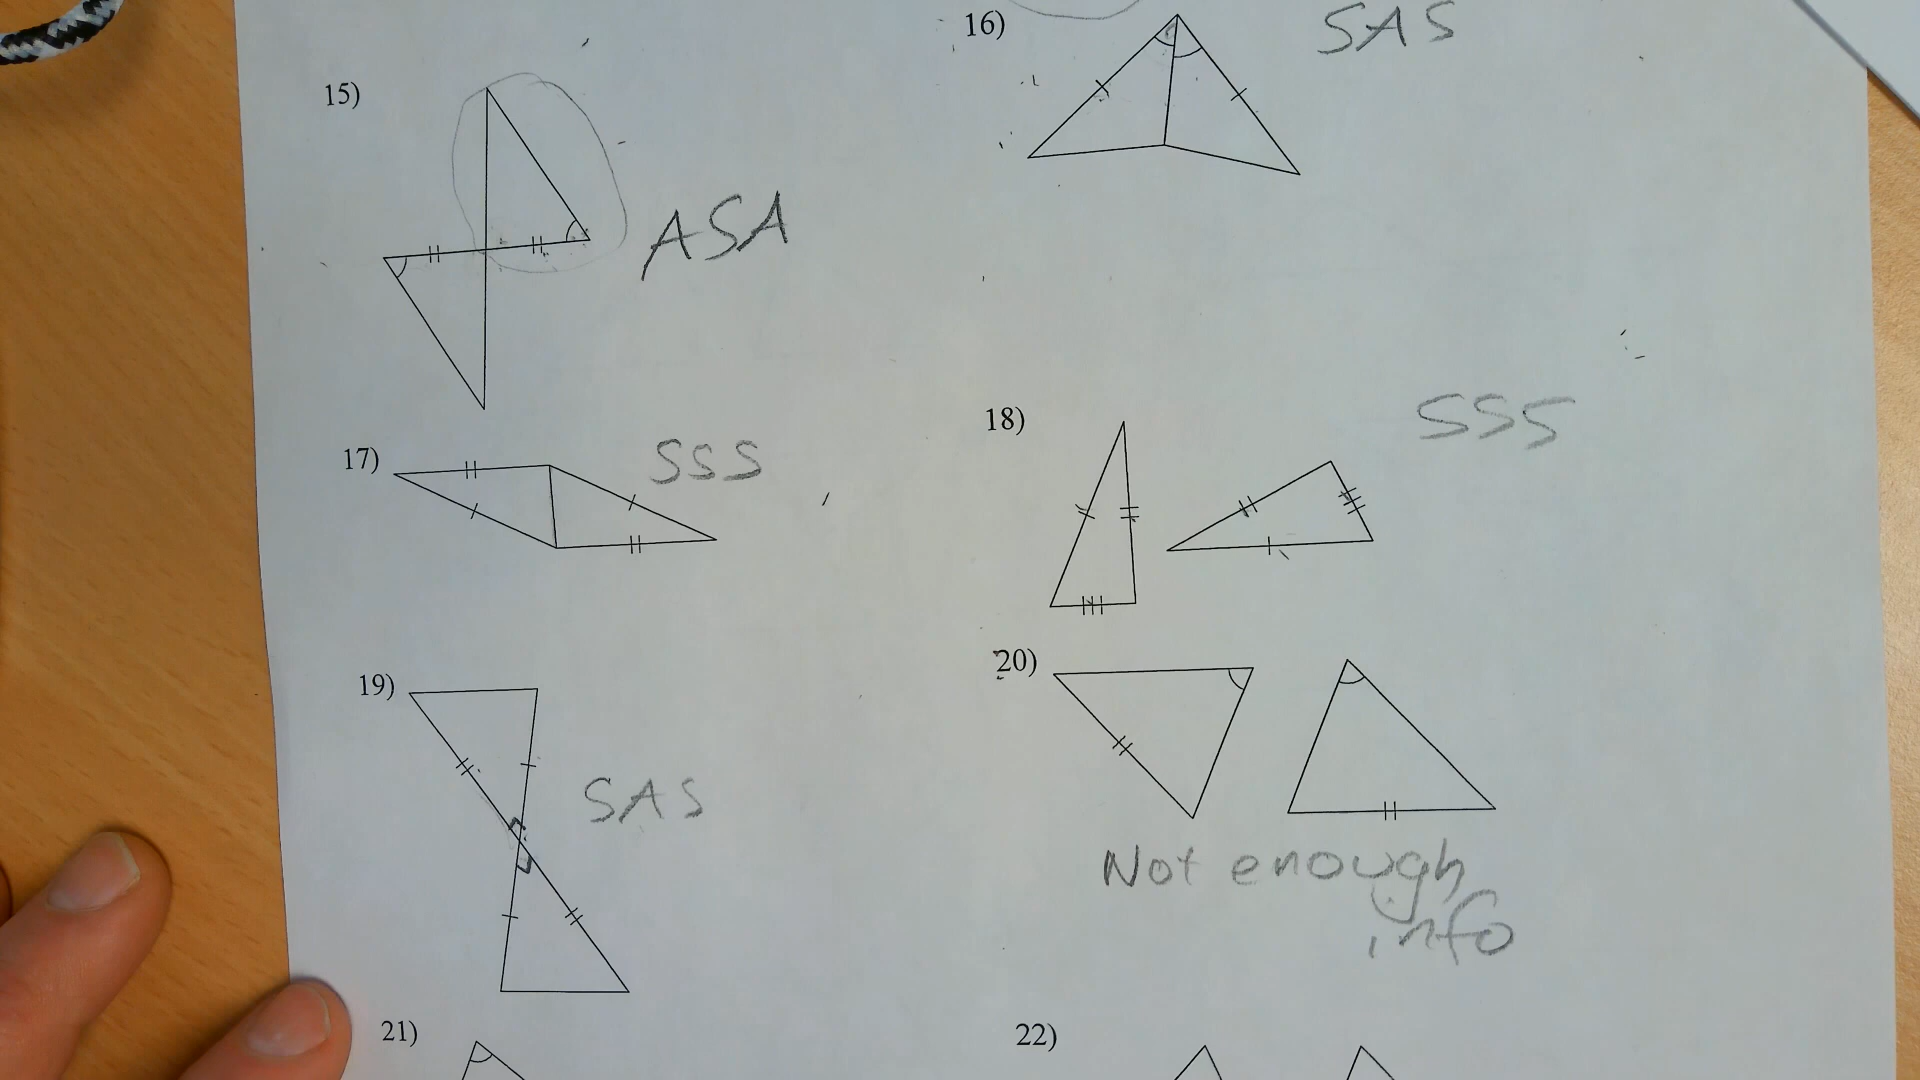 15)
ASA
16)
SAS
17)
SSS
18)
SSS
19)
SAS
20)
Not enough
info
21)
22)